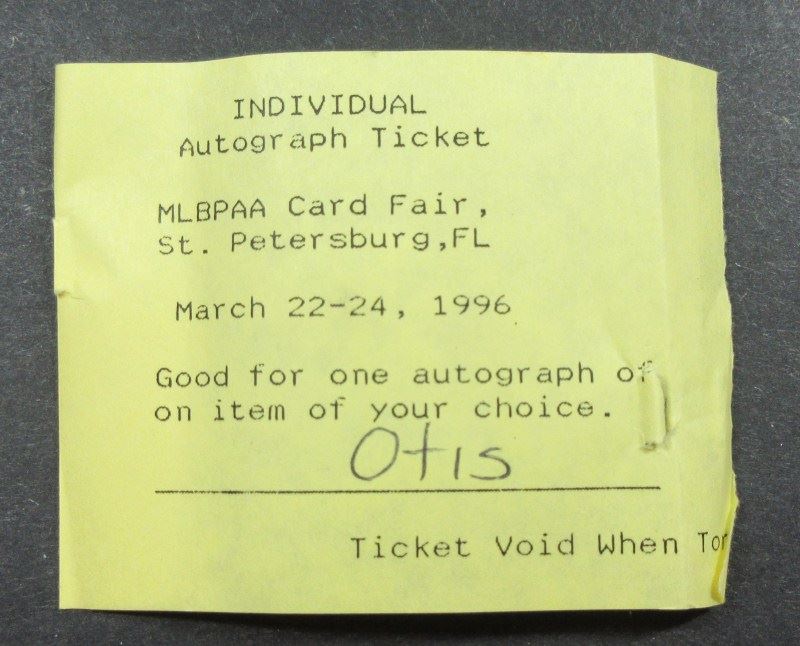 INDIVIDUAL
Autograph Ticket
MLBPAA Card Fair,
St. Petersburg,FL
March 22-24, 1996
Good for one autograph of
on item of your choice.
Otis
Ticket Void When Tor